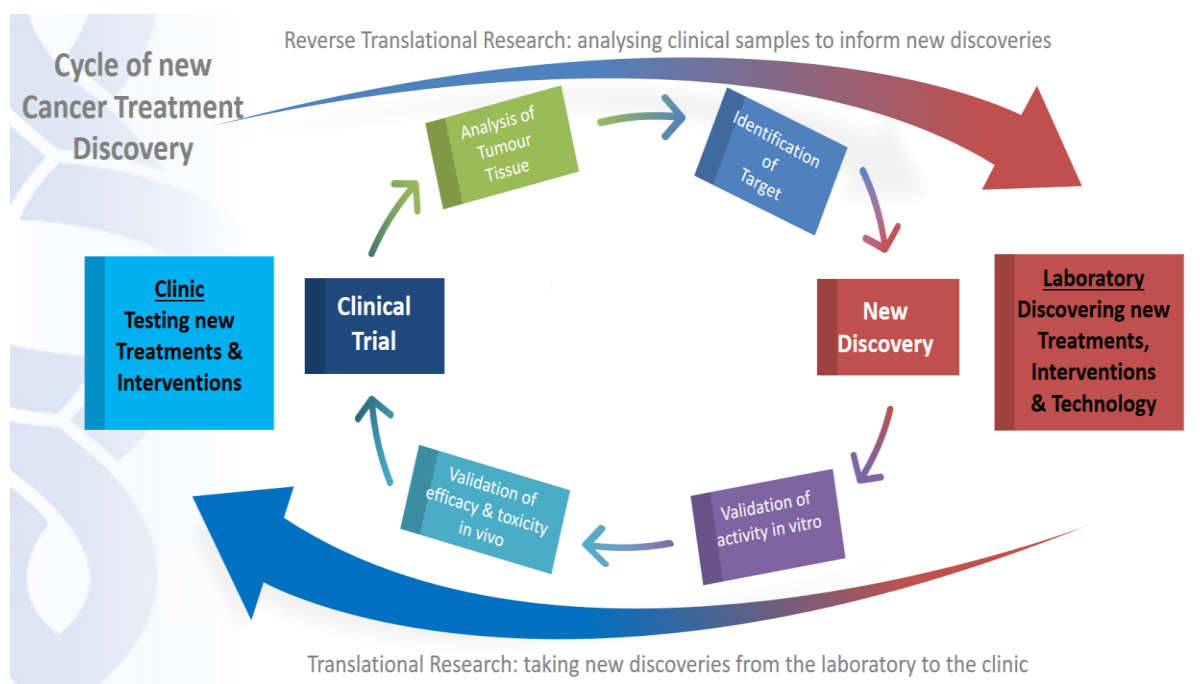 Reverse Translational Research: analysing clinical samples to inform new discoveries
Cycle of new
Cancer Treatment
Discovery
Analysis of
Tumour
Tissue
Identification
of
Target
Clinic
Testing new
Treatments &
Interventions
Clinical
Trial
New
Discovery
Laboratory
Discovering new
Treatments,
Interventions
& Technology
Validation of
efficacy & toxicity
in vivo
Validation of
activity in vitro
Translational Research: taking new discoveries from the laboratory to the clinic